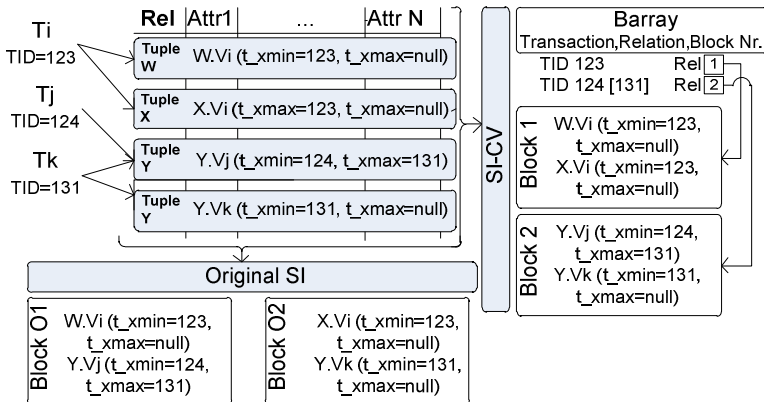 Rel Attr1 ... Attr N
Ti
TID=123
Tj
TID=124
Tk
TID=131
Tuple W W.Vi (t_xmin=123, t_xmax=null)
Tuple X X.Vi (t_xmax=123, t_xmax=null)
Tuple Y Y.Vj (t_xmin=124, t_xmax=131)
Tuple Y Y.Vk (t_xmin=131, t_xmax=null)
Original SI
Block O1
W.Vi (t_xmin=123,
t_xmax=null)
Y.Vj (t_xmin=124,
t_xmax=131)
Block O2
X.Vi (t_xmin=123,
t_xmax=null)
Y.Vk (t_xmin=131,
t_xmax=null)
SI-CV
Barray
Transaction,Relation,Block Nr.
TID 123 Rel 1
TID 124 [131] Rel 2
Block 1
W.Vi (t_xmin=123,
t_xmax=null)
X.Vi (t_xmin=123,
t_xmax=null)
Block 2
Y.Vj (t_xmin=124,
t_xmax=131)
Y.Vk (t_xmin=131,
t_xmax=null)